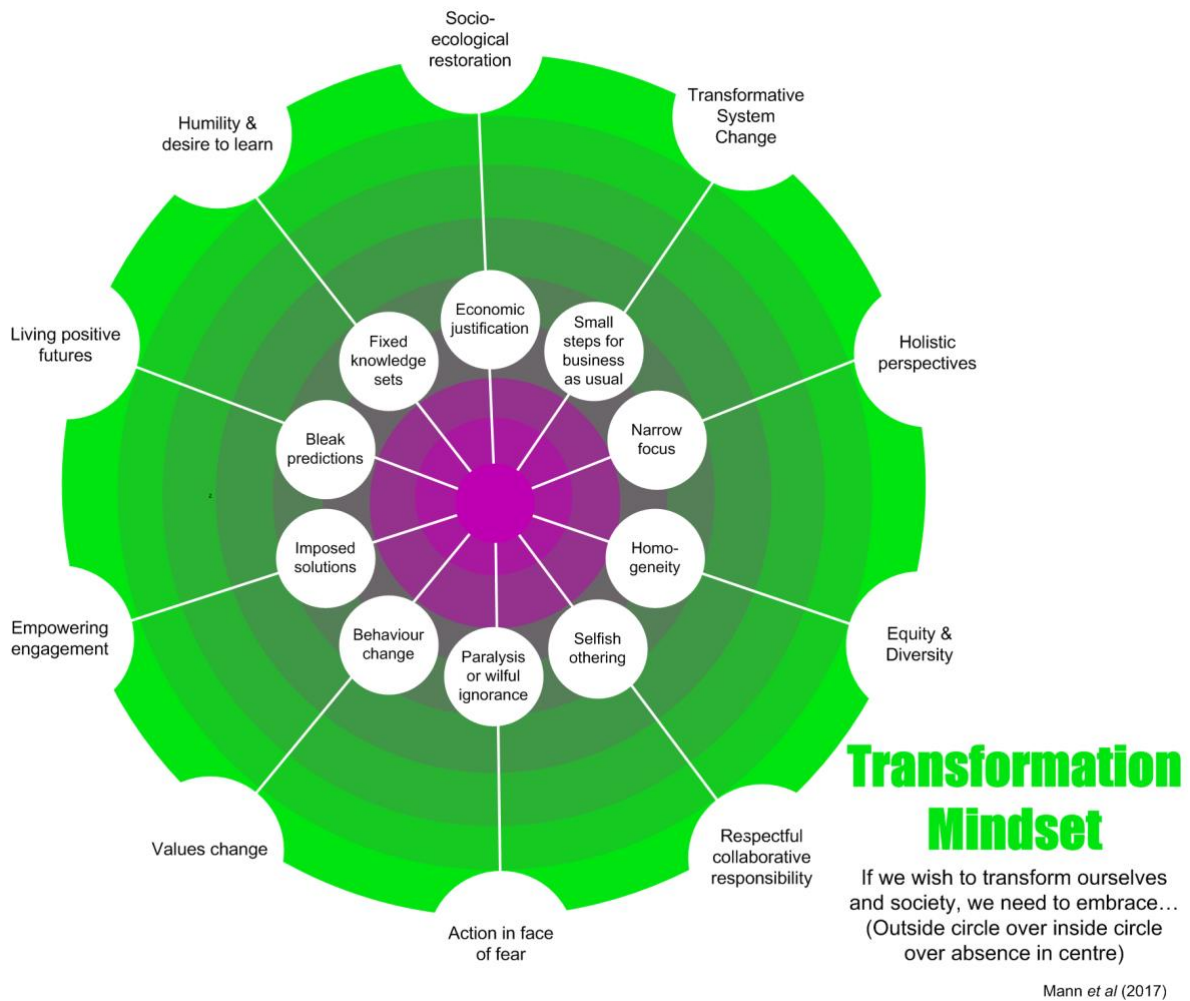 Socio-
ecological
restoration
Transformative
System
Change
Holistic
perspectives
Equity &
Diversity
Respectful
collaborative
responsibility
Action in face
of fear
Values change
Empowering
engagement
Living positive
futures
Humility &
desire to learn
Economic
justification
Small
steps for
business
as usual
Narrow
focus
Homo-
geneity
Selfish
othering
Paralysis
or wilful
ignorance
Behaviour
change
Imposed
solutions
Bleak
predictions
Fixed
knowledge
sets
Transformation
Mindset
If we wish to transform ourselves
and society, we need to embrace…
(Outside circle over inside circle
over absence in centre)
Mann et al (2017)